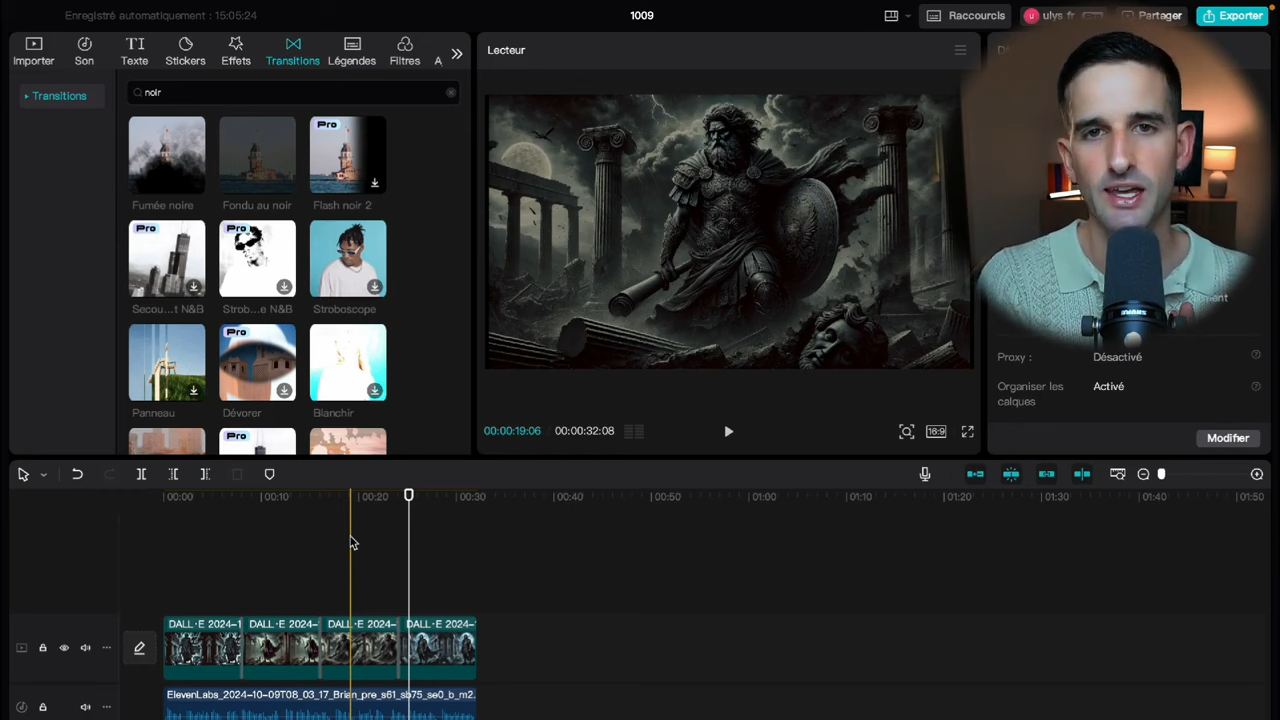 Enregistré automatiquement : 15:05:24
1009
Raccourcis
ulys fr
Partager
Exporter
Importer
Son
Texte
Stickers
Effets
Transitions
Légendes
Filtres
A
Lecteur
Transitions
noir
Pro
Fumée noire
Fondu au noir
Flash noir 2
Pro
Pro
Secou...t N&B
Strob...e N&B
Stroboscope
Pro
Panneau
Dévorer
Blanchir
Pro
00:00:19:06
00:00:32:08
16:9
Proxy :
Désactivé
Organiser les
calques
Activé
Modifier
00:00
00:10
00:20
00:30
00:40
00:50
01:00
01:10
01:20
01:30
01:40
01:50
DALL·E 2024-1
DALL·E 2024-
DALL·E 2024-
DALL·E 2024-
ElevenLabs_2024-10-09T08_03_17_Brian_pre_s61_sb75_se0_b_m2.